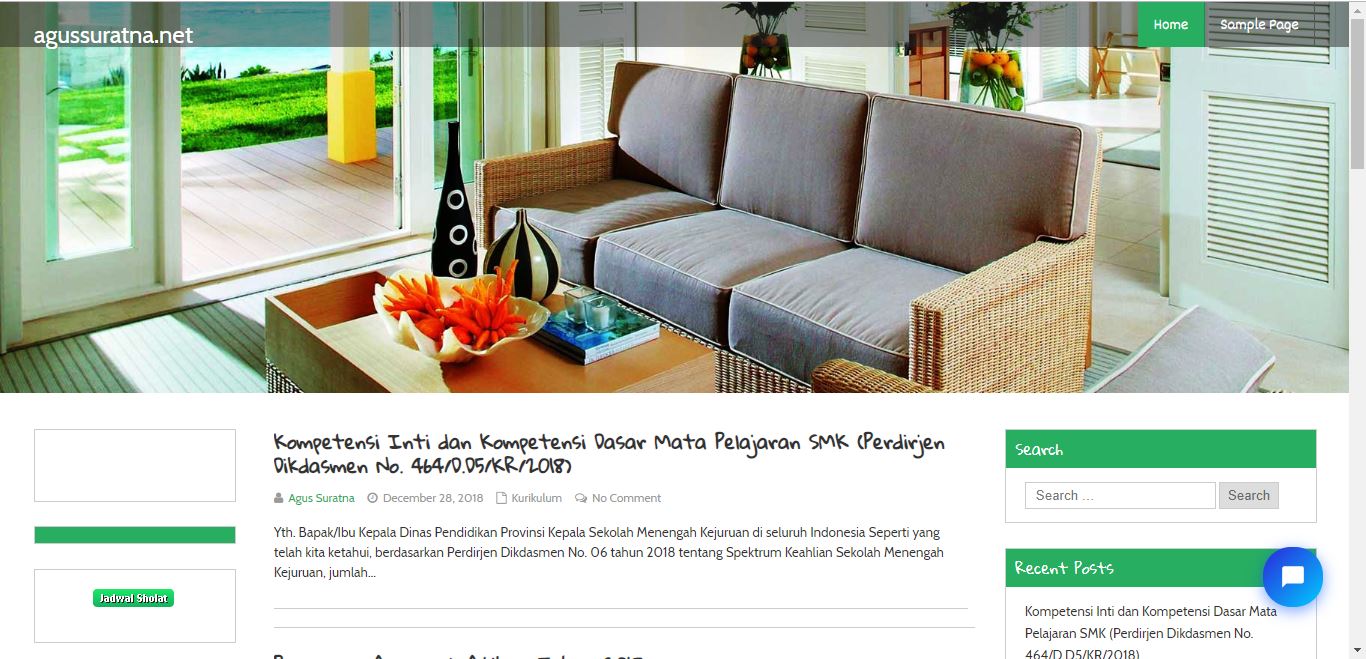 agussuratna.net
Home
Sample Page
Kompetensi Inti dan Kompetensi Dasar Mata Pelajaran SMK (Perdirjen
Dikdasmen No. 464/D.D5/KR/2018)
Agus Suratna December 28, 2018 Kurikulum No Comment
Yth. Bapak/Ibu Kepala Dinas Pendidikan Provinsi Kepala Sekolah Menengah Kejuruan di seluruh Indonesia Seperti yang
telah kita ketahui, berdasarkan Perdirjen Dikdasmen No. 06 tahun 2018 tentang Spektrum Keahlian Sekolah Menengah
Kejuruan, jumlah...
Jadwal Sholat
Search
Search ...
Search
Recent Posts
Kompetensi Inti dan Kompetensi Dasar Mata
Pelajaran SMK (Perdirjen Dikdasmen No.
464/D.D5/KR/2018)